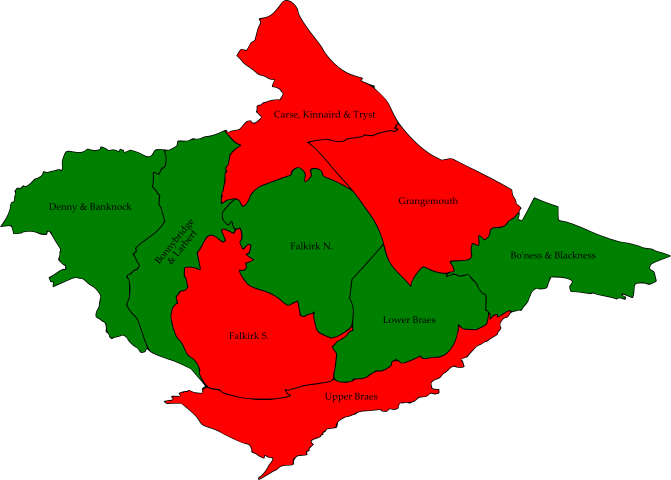 Carse, Kinnaird & Tryst
Denny & Banknock
Grangemouth
Bonnybridge
& Larbert
Falkirk N.
Bo'ness & Blackness
Lower Braes
Falkirk S.
Upper Braes